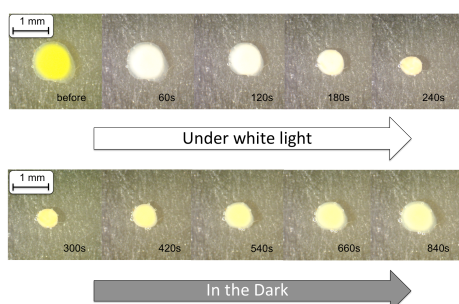 1 mm
before
60s
120s
180s
240s
Under white light
1 mm
300s
420s
540s
660s
840s
In the Dark